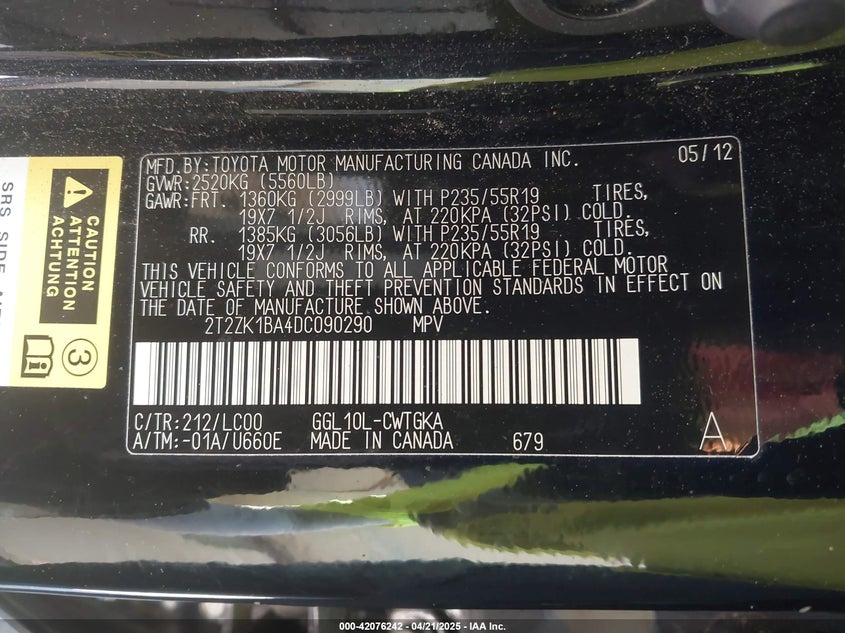 MFD.BY:TOYOTA MOTOR MANUFACTURING CANADA INC. 05/12
GVWR:2520KG (5560LB)
GAWR:FRT. 1360KG (2999LB) WITH P235/55R19 TIRES,
19X7 1/2J RIMS, AT 220KPA (32PSI) COLD.
RR. 1385KG (3056LB) WITH P235/55R19 TIRES,
19X7 1/2J RIMS, AT 220KPA (32PSI) COLD.
THIS VEHICLE CONFORMS TO ALL APPLICABLE FEDERAL MOTOR
VEHICLE SAFETY AND THEFT PREVENTION STANDARDS IN EFFECT ON
THE DATE OF MANUFACTURE SHOWN ABOVE.
2T2ZK1BA4DC090290 MPV
C/TR:212/LC00 GGL10L-CWTGKA
A/TM:-01A/U660E MADE IN CANADA 679 A
CAUTION
ATTENTION
ACHTUNG
3
SRS SIDE
000-42076242 - 04/21/2025 - IAA Inc.